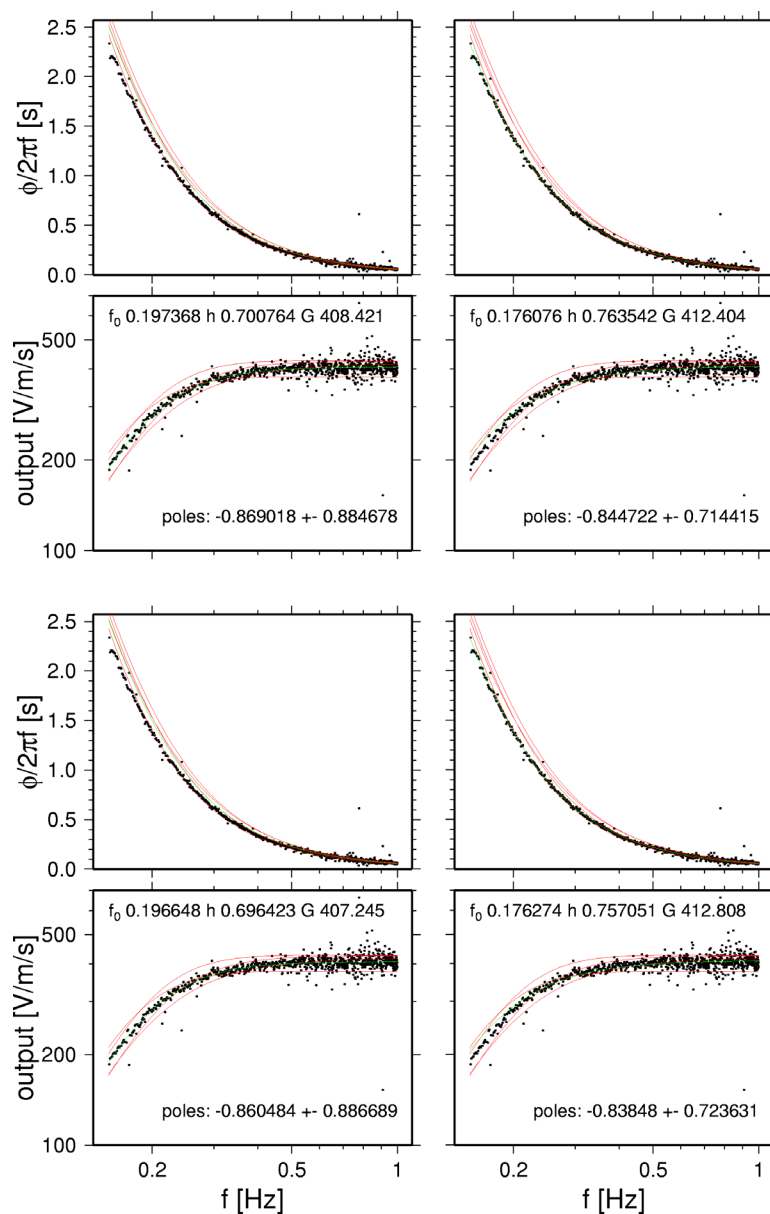 2.5
2.0
1.5
1.0
0.5
0.0
ϕ/2πf [s]
500
200
100
output [V/m/s]
f0 0.197368 h 0.700764 G 408.421
poles: -0.869018 +- 0.884678
f0 0.176076 h 0.763542 G 412.404
poles: -0.844722 +- 0.714415
2.5
2.0
1.5
1.0
0.5
0.0
ϕ/2πf [s]
500
200
100
output [V/m/s]
f0 0.196648 h 0.696423 G 407.245
poles: -0.860484 +- 0.886689
f0 0.176274 h 0.757051 G 412.808
poles: -0.83848 +- 0.723631
0.2 0.5 1
0.2 0.5 1
f [Hz]
f [Hz]